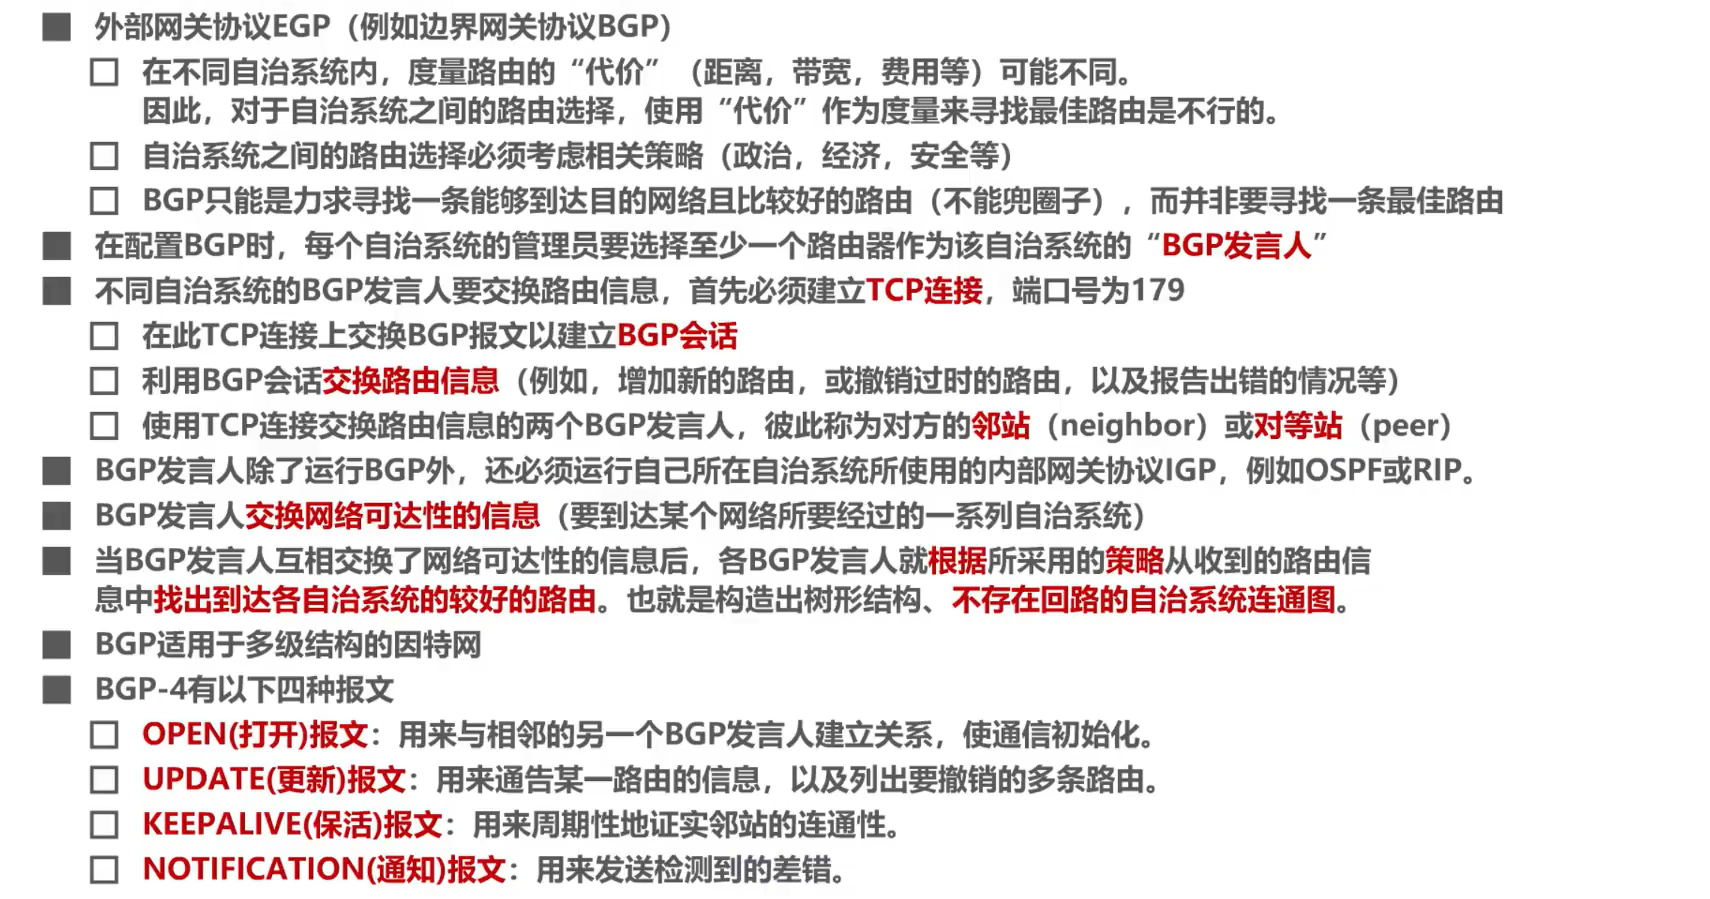 外部网关协议EGP（例如边界网关协议BGP）
在不同自治系统内，度量路由的“代价”（距离，带宽，费用等）可能不同。
因此，对于自治系统之间的路由选择，使用“代价”作为度量来寻找最佳路由是不行的。
自治系统之间的路由选择必须考虑相关策略（政治，经济，安全等）
BGP只能是力求寻找一条能够到达目的网络且比较好的路由（不能兜圈子），而并非要寻找一条最佳路由
在配置BGP时，每个自治系统的管理员要选择至少一个路由器作为该自治系统的“BGP发言人”
不同自治系统的BGP发言人要交换路由信息，首先必须建立TCP连接，端口号为179
在此TCP连接上交换BGP报文以建立BGP会话
利用BGP会话交换路由信息（例如，增加新的路由，或撤销过时的路由，以及报告出错的情况等）
使用TCP连接交换路由信息的两个BGP发言人，彼此称为对方的邻站（neighbor）或对等站（peer）
BGP发言人除了运行BGP外，还必须运行自己所在自治系统所使用的内部网关协议IGP，例如OSPF或RIP。
BGP发言人交换网络可达性的信息（要到达某个网络所要经过的一系列自治系统）
当BGP发言人互相交换了网络可达性的信息后，各BGP发言人就根据所采用的策略从收到的路由信
息中找出到达各自治系统的较好的路由。也就是构造出树形结构、不存在回路的自治系统连通图。
BGP适用于多级结构的因特网
BGP-4有以下四种报文
OPEN(打开)报文：用来与相邻的另一个BGP发言人建立关系，使通信初始化。
UPDATE(更新)报文：用来通告某一路由的信息，以及列出要撤销的多条路由。
KEEPALIVE(保活)报文：用来周期性地证实邻站的连通性。
NOTIFICATION(通知)报文：用来发送检测到的差错。